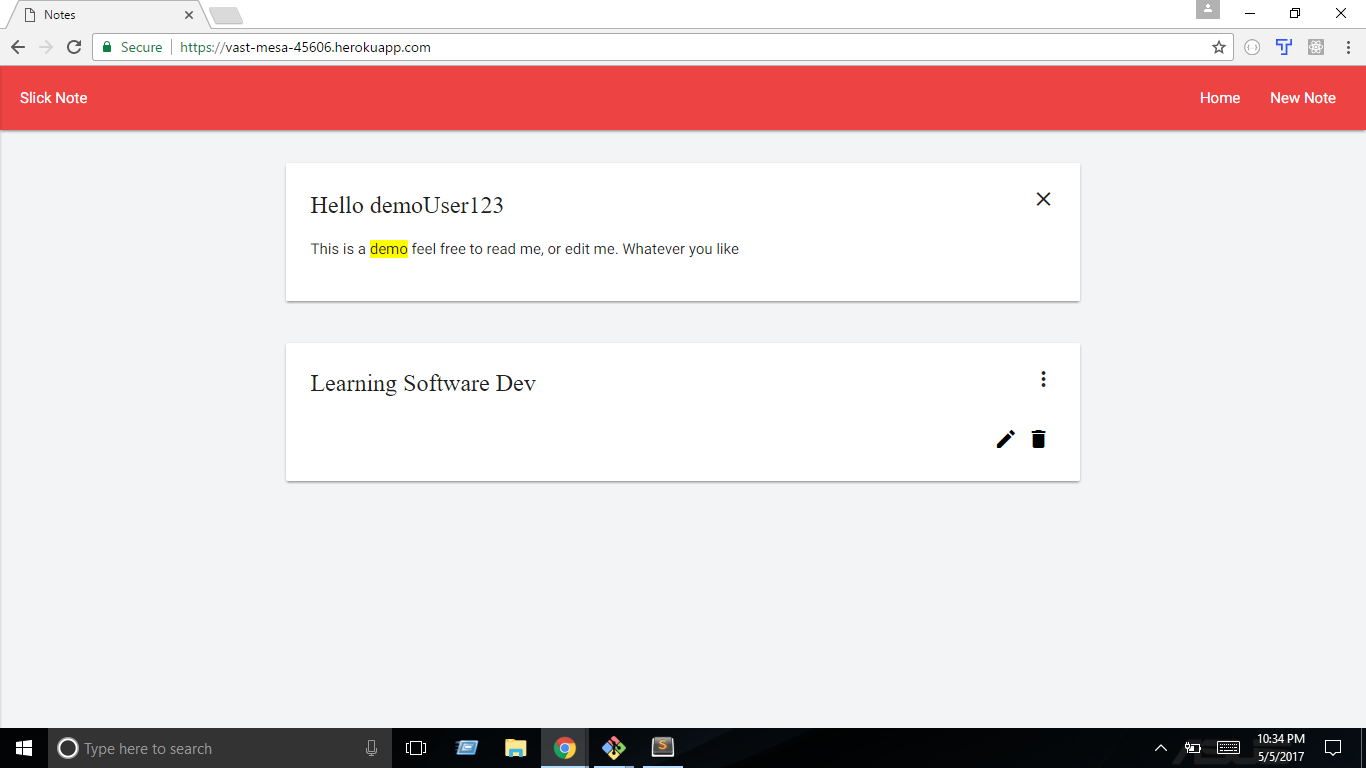 Notes
Secure https://vast-mesa-45606.herokuapp.com
Slick Note Home New Note
Hello demoUser123
This is a demo feel free to read me, or edit me. Whatever you like
Learning Software Dev
Type here to search
10:34 PM
5/5/2017